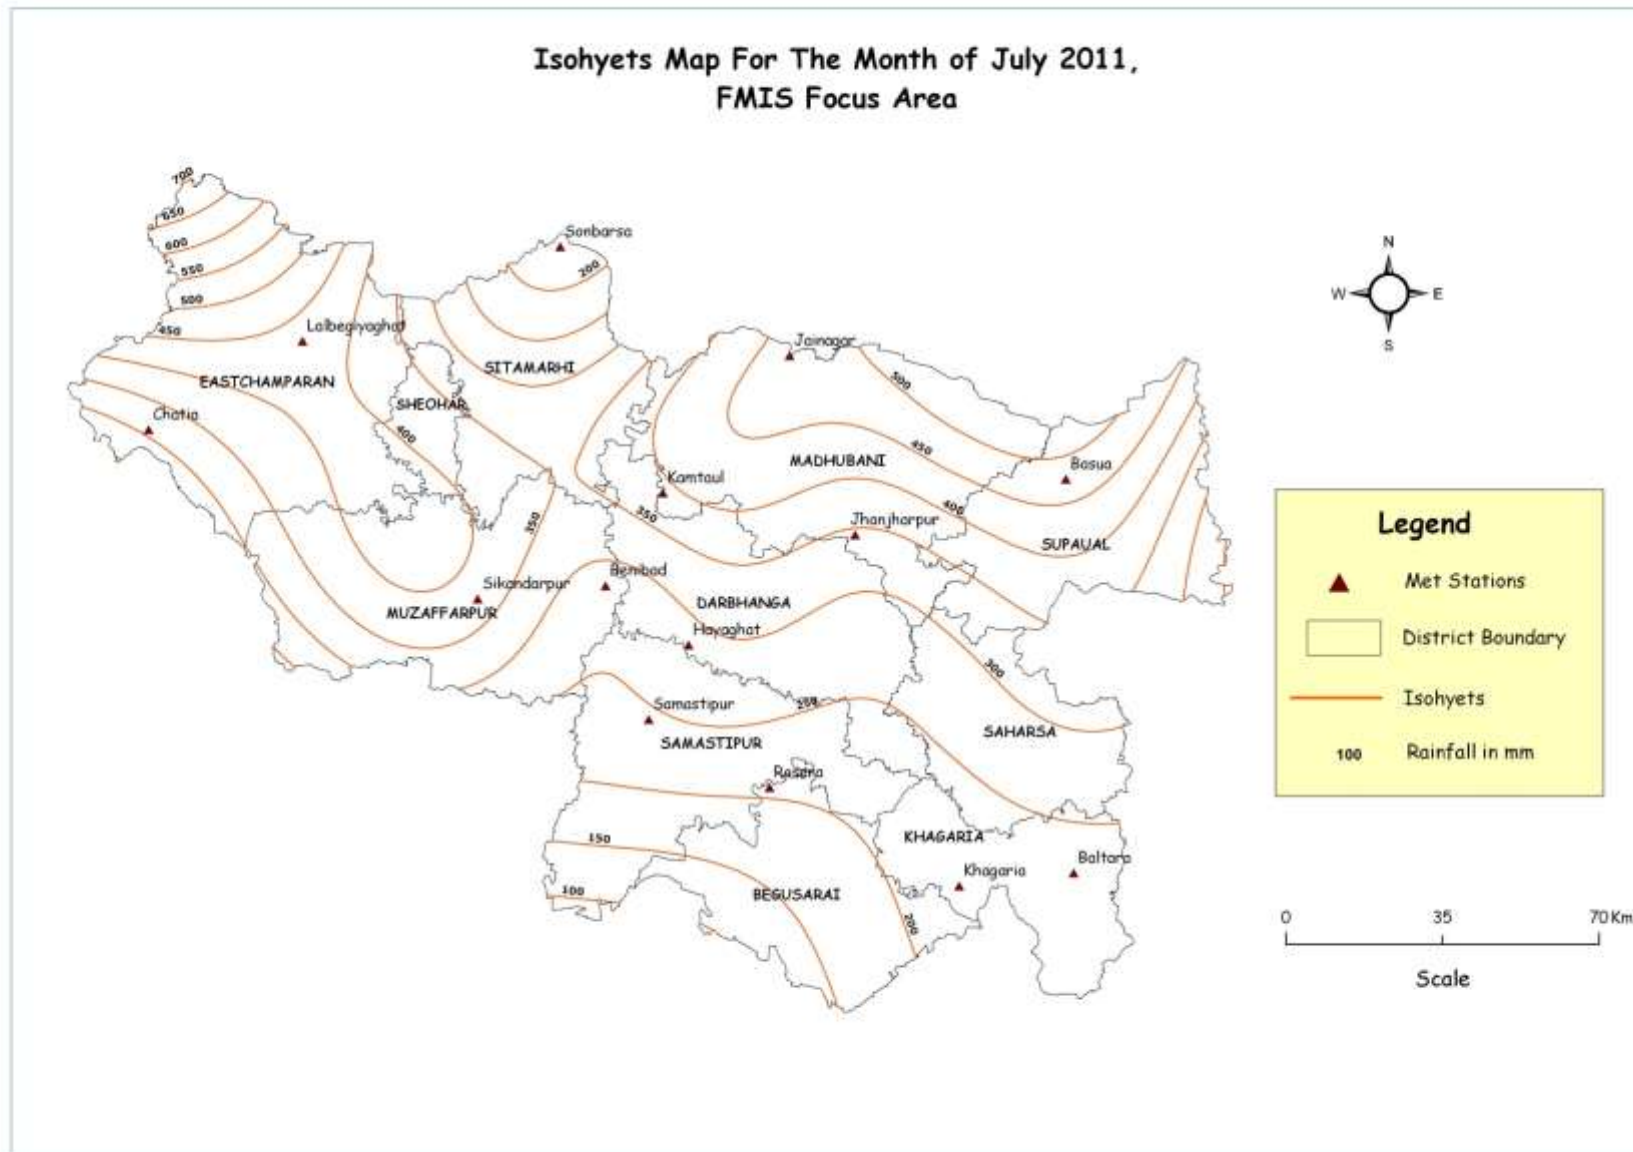 Isohyets Map For The Month of July 2011,
FMIS Focus Area
700
650
600
550
500
450
Sonbarsa
200
Lalbegiyaghat
Jainagar
EASTCHAMPARAN
SITAMARHI
SHEOHAR
500
Chatia
400
450
MADHUBANI
Basua
Kamtaul
350
350
400
Jhanjharpur
SUPAUAL
Sikandarpur
Benibad
MUZAFFARPUR
DARBHANGA
Hayaghat
300
Samastipur
250
SAMASTIPUR
SAHARSA
Rasera
150
KHAGARIA
Khagaria
Baltara
100
BEGUSARAI
200
N
W
E
S
Legend
Met Stations
District Boundary
Isohyets
100 Rainfall in mm
0 35 70 Km
Scale